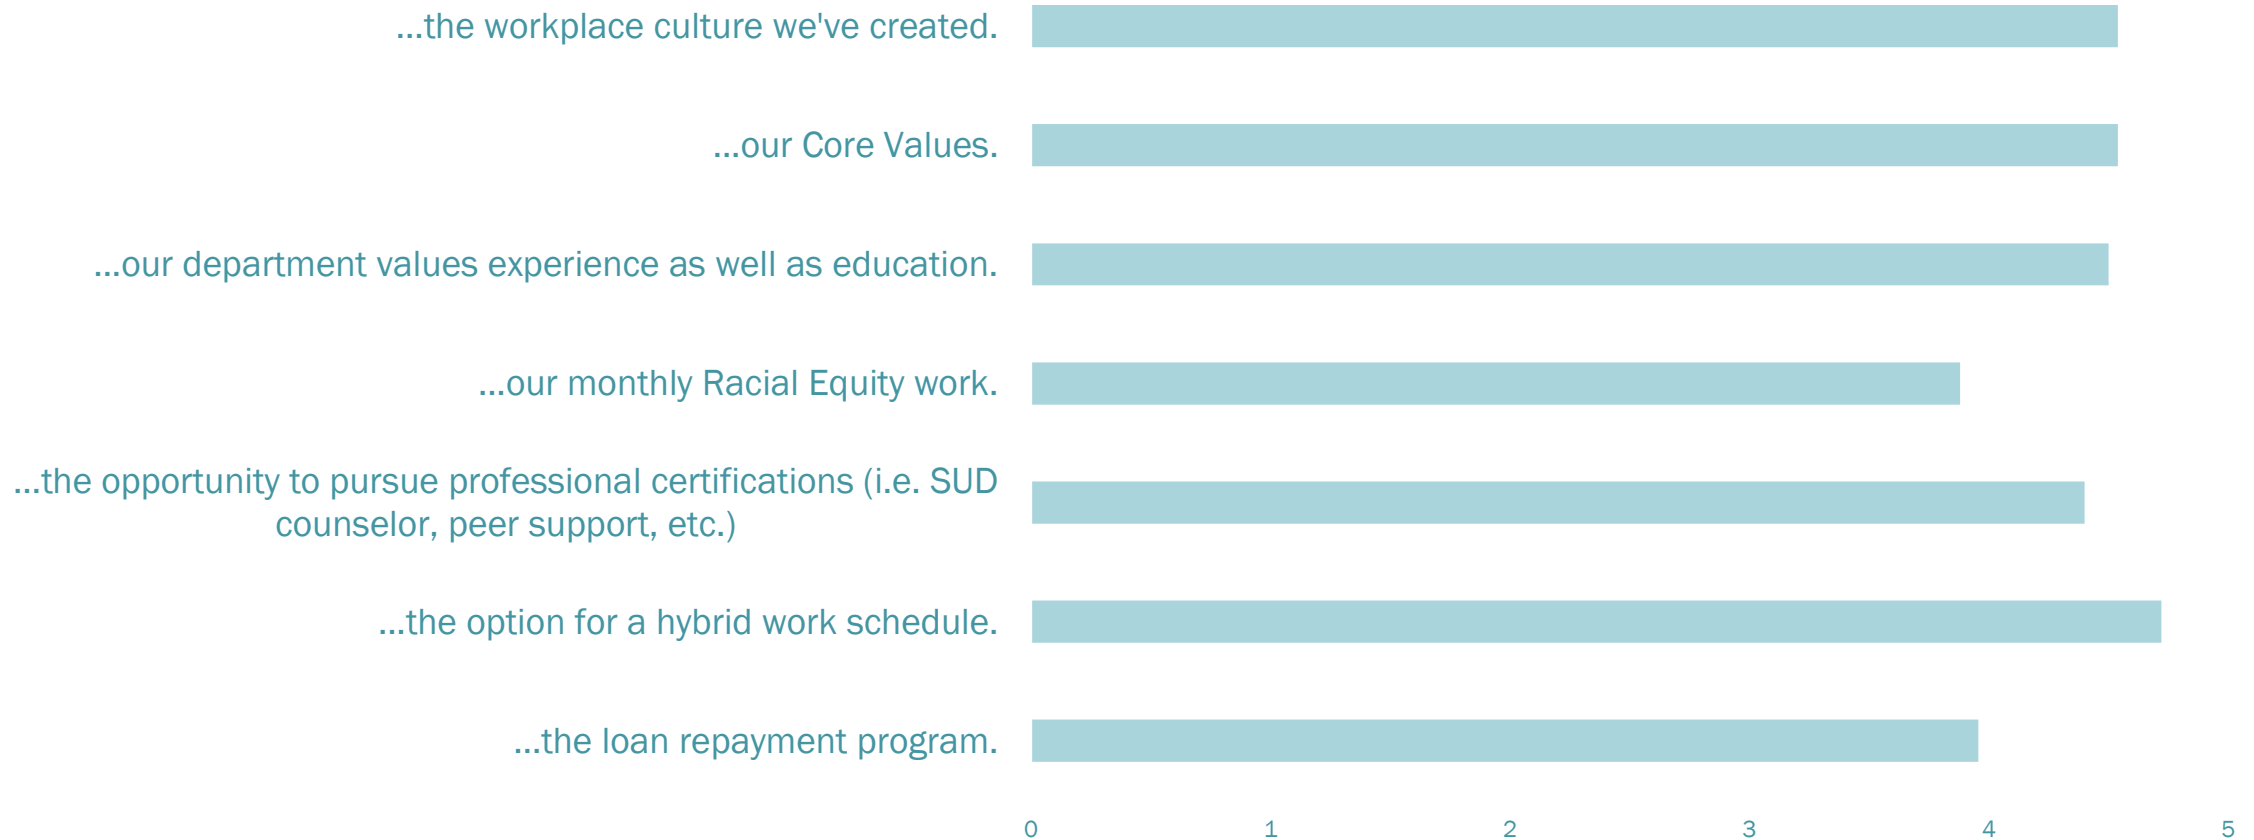 ...the workplace culture we've created.
...our Core Values.
...our department values experience as well as education.
...our monthly Racial Equity work.
...the opportunity to pursue professional certifications (i.e. SUD
counselor, peer support, etc.)
...the option for a hybrid work schedule.
...the loan repayment program.
0 1 2 3 4 5